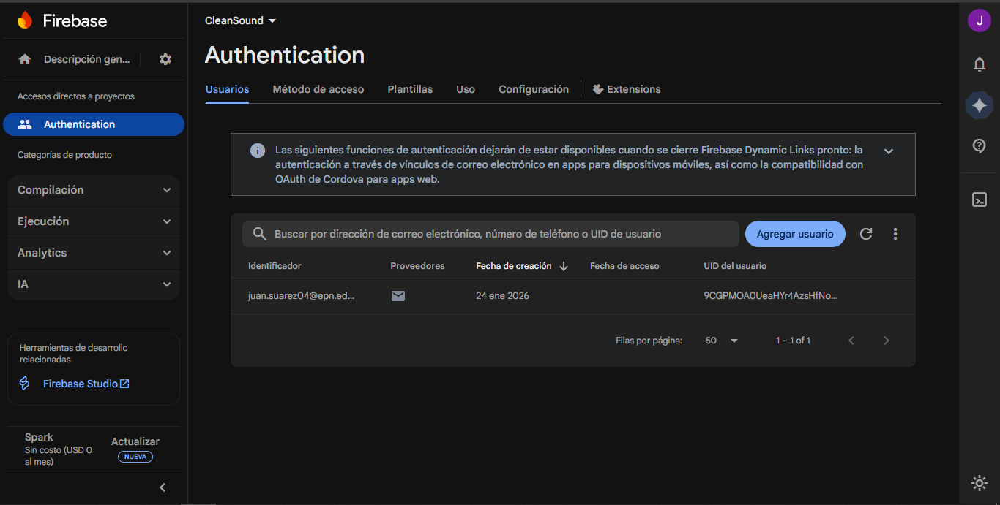 Firebase
Descripción gen...
Accesos directos a proyectos
Authentication
Categorías de producto
Compilación
Ejecución
Analytics
IA
Herramientas de desarrollo
relacionadas
Firebase Studio
Spark
Sin costo (USD 0
al mes)
Actualizar
NUEVA
CleanSound
Authentication
Usuarios
Método de acceso
Plantillas
Uso
Configuración
Extensions
Las siguientes funciones de autenticación dejarán de estar disponibles cuando se cierre Firebase Dynamic Links pronto: la
autenticación a través de vínculos de correo electrónico en apps para dispositivos móviles, así como la compatibilidad con
OAuth de Cordova para apps web.
Buscar por dirección de correo electrónico, número de teléfono o UID de usuario
Agregar usuario
Identificador
Proveedores
Fecha de creación
Fecha de acceso
UID del usuario
juan.suarez04@epn.ed...
24 ene 2026
9CGPMOA0UeaHYr4AzsHfNo...
Filas por página:
50
1 – 1 of 1
J